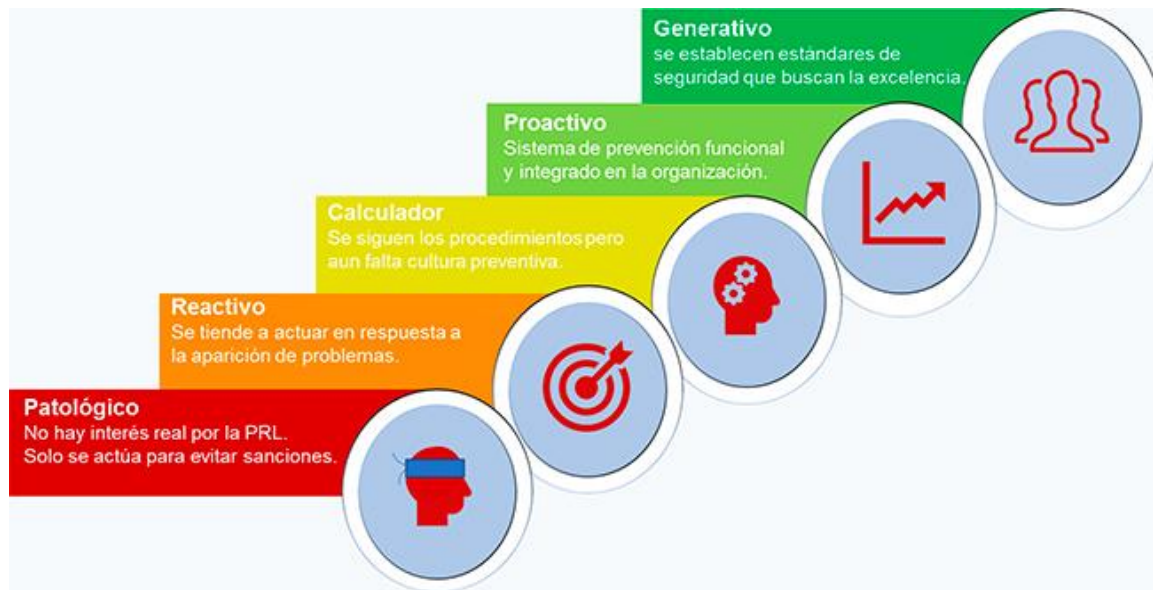 Generativo
se establecen estándares de
seguridad que buscan la excelencia.
Proactivo
Sistema de prevención funcional
y integrado en la organización.
Calculador
Se siguen los procedimientos pero
aun falta cultura preventiva.
Reactivo
Se tiende a actuar en respuesta a
la aparición de problemas.
Patológico
No hay interés real por la PRL.
Solo se actúa para evitar sanciones.